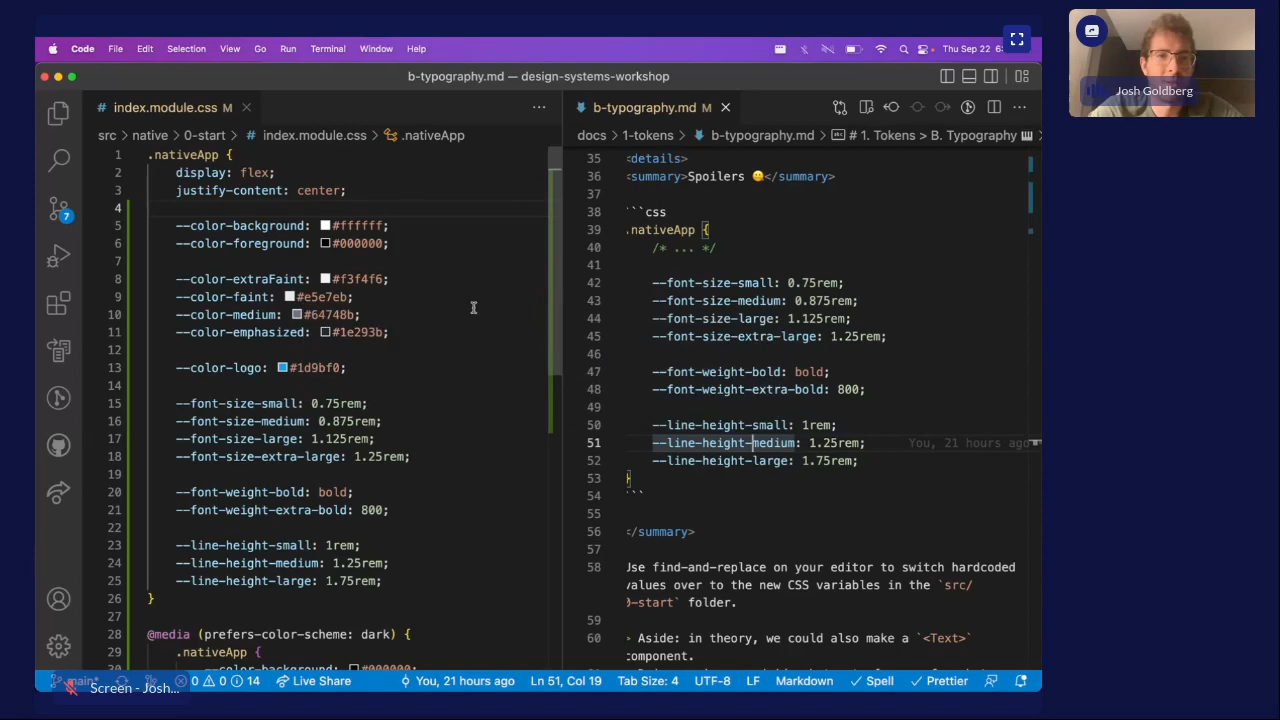 Code File Edit Selection View Go Run Terminal Window Help
Thu Sep 22 6:
Josh Goldberg
b-typography.md — design-systems-workshop
# index.module.css M
src > native > 0-start > # index.module.css > .nativeApp
1 .nativeApp {
2 display: flex;
3 justify-content: center;
4
5 --color-background: #ffffff;
6 --color-foreground: #000000;
7
8 --color-extraFaint: #f3f4f6;
9 --color-faint: #e5e7eb;
10 --color-medium: #64748b;
11 --color-emphasized: #1e293b;
12
13 --color-logo: #1d9bf0;
14
15 --font-size-small: 0.75rem;
16 --font-size-medium: 0.875rem;
17 --font-size-large: 1.125rem;
18 --font-size-extra-large: 1.25rem;
19
20 --font-weight-bold: bold;
21 --font-weight-extra-bold: 800;
22
23 --line-height-small: 1rem;
24 --line-height-medium: 1.25rem;
25 --line-height-large: 1.75rem;
26 }
27
28 @media (prefers-color-scheme: dark) {
29 .nativeApp {
30 --color-background: #000000;
7
b-typography.md M
docs > 1-tokens > b-typography.md > # 1. Tokens > B. Typography
35 <details>
36 <summary>Spoilers 😋</summary>
37
38 ```css
39 .nativeApp {
40 /* ... */
41
42 --font-size-small: 0.75rem;
43 --font-size-medium: 0.875rem;
44 --font-size-large: 1.125rem;
45 --font-size-extra-large: 1.25rem;
46
47 --font-weight-bold: bold;
48 --font-weight-extra-bold: 800;
49
50 --line-height-small: 1rem;
51 --line-height-medium: 1.25rem; You, 21 hours ago
52 --line-height-large: 1.75rem;
53 }
54 ```
55
56 </summary>
57
58 Use find-and-replace on your editor to switch hardcoded
values over to the new CSS variables in the `src/
0-start` folder.
59
60 > Aside: in theory, we could also make a `<Text>`
component.
main* 0 0 14 Live Share You, 21 hours ago Ln 51, Col 19 Tab Size: 4 UTF-8 LF Markdown Spell Prettier
Screen - Josh...